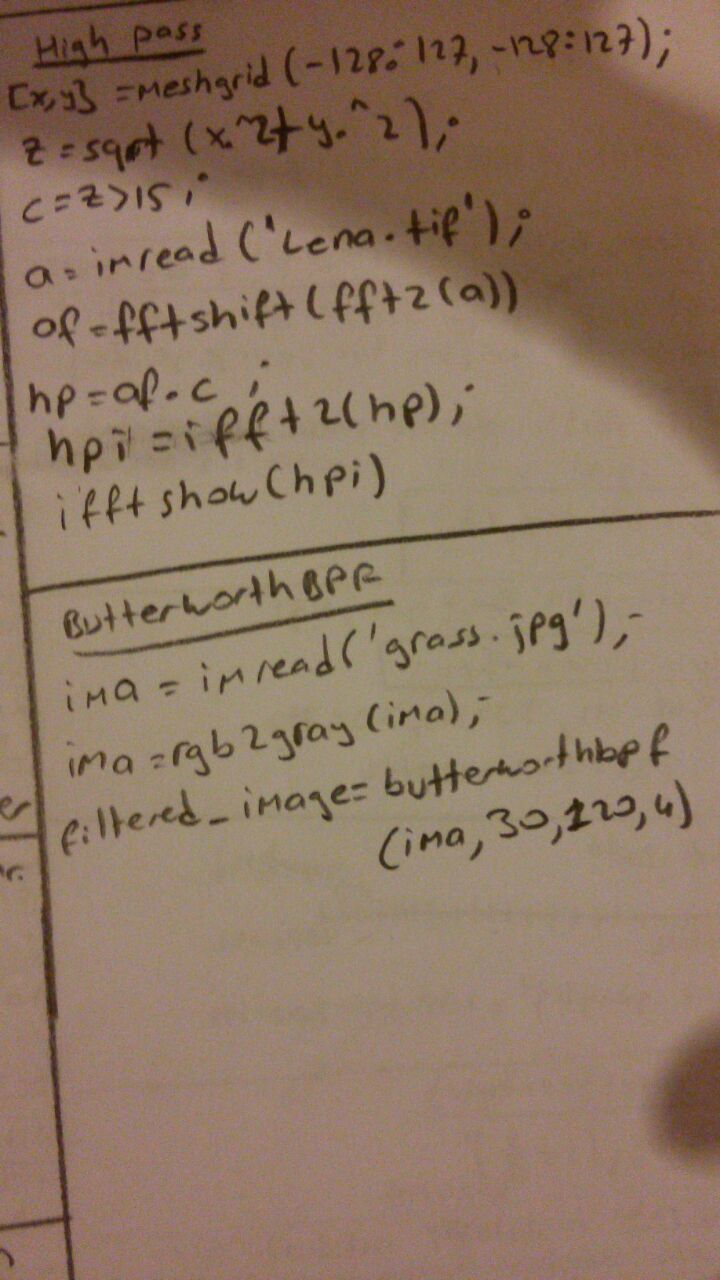 High pass
[x,y] =meshgrid (-128:127, -128:127);
z = sqrt (x.^2+y.^2);
c=z>15;
a=imread ('Lena.tif');
af=fftshift(fft2(a))
hp=af.c;
hpi=ifft2(hp);
ifftshow(hpi)
Butterworth BPF
ima = imread('grass.jpg');
ima=rgb2gray(ima);
filtered_image=butterworthbpf
(ima,30,120,4)
er
r.